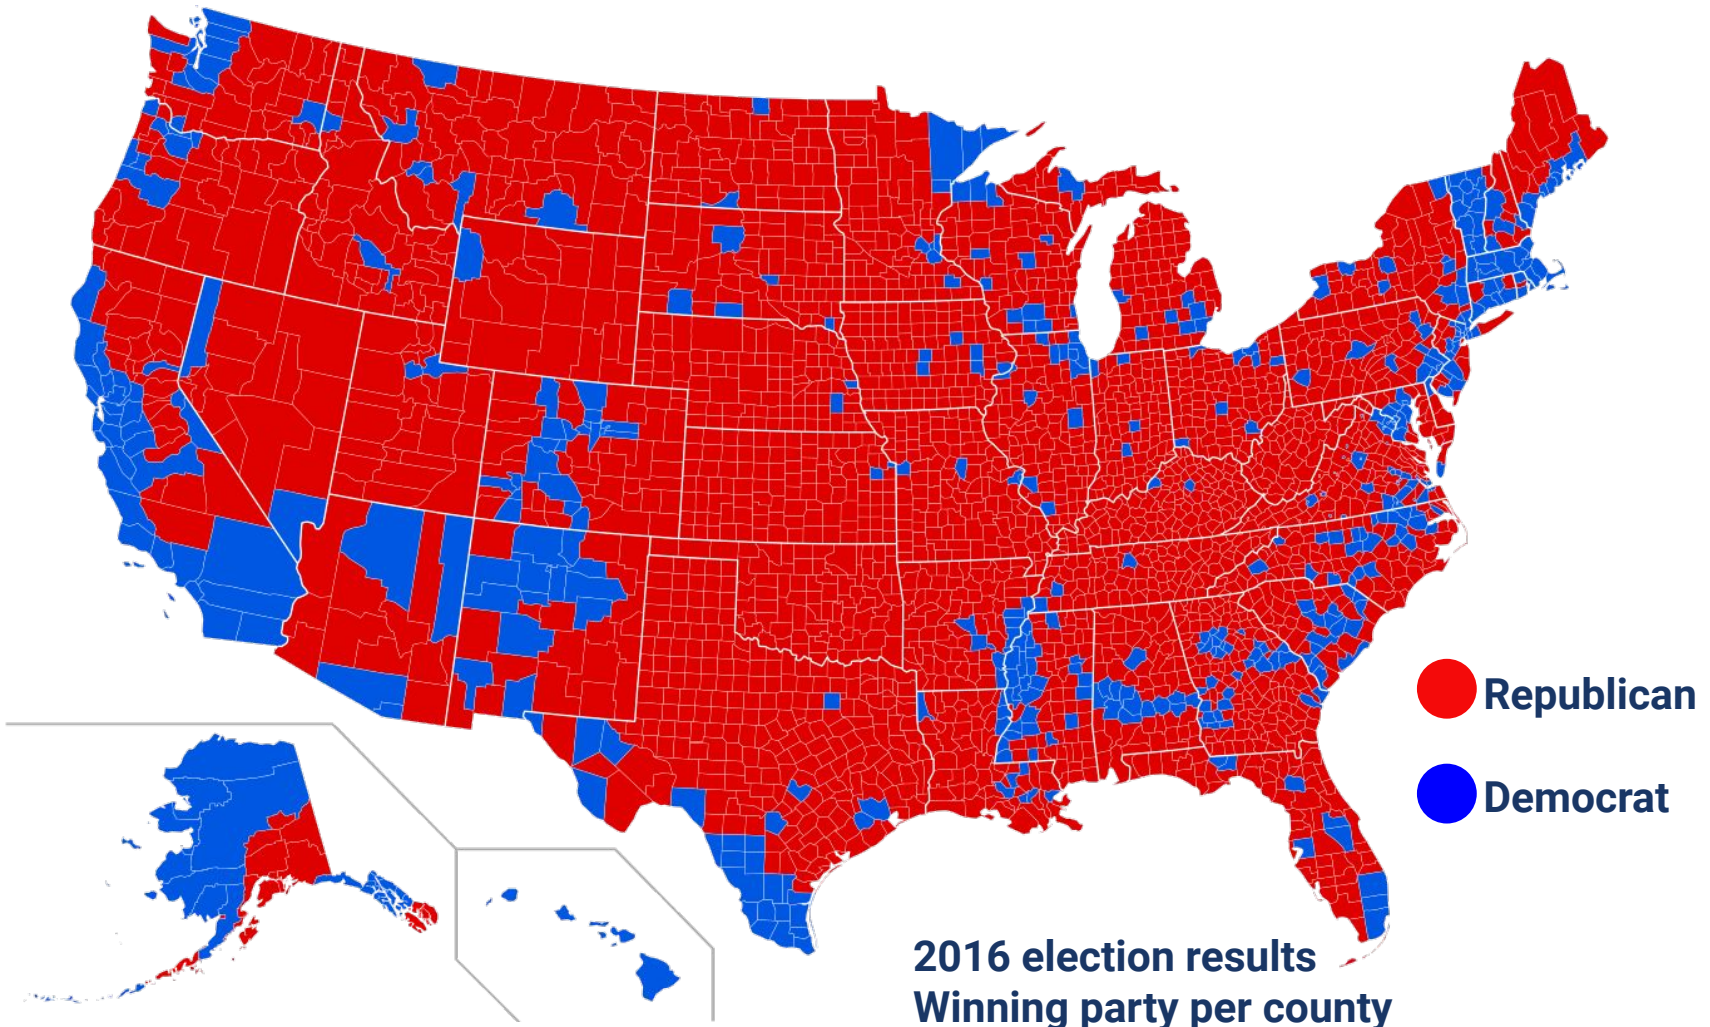 Republican
Democrat
2016 election results
Winning party per county